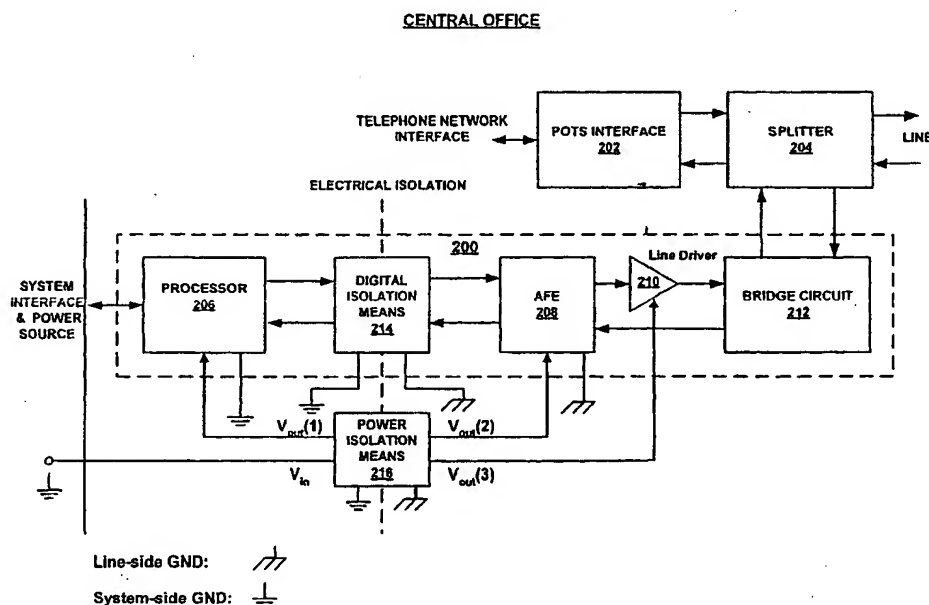 CENTRAL OFFICE
TELEPHONE NETWORK
INTERFACE
POTS INTERFACE
202
SPLITTER
204
LINE
ELECTRICAL ISOLATION
200
Line Driver
SYSTEM
INTERFACE
& POWER
SOURCE
PROCESSOR
206
DIGITAL
ISOLATION
MEANS
214
AFE
208
210
BRIDGE CIRCUIT
212
Vout(1)
POWER
ISOLATION
MEANS
216
Vout(2)
Vin
Vout(3)
Line-side GND:
System-side GND: